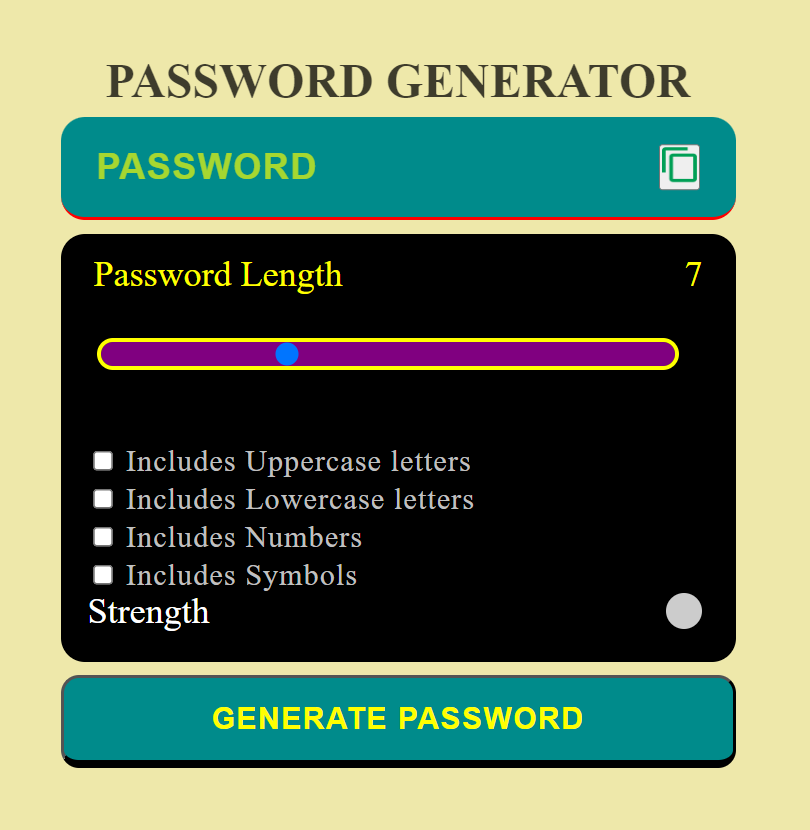 PASSWORD GENERATOR
PASSWORD
Password Length 7
Includes Uppercase letters
Includes Lowercase letters
Includes Numbers
Includes Symbols
Strength
GENERATE PASSWORD